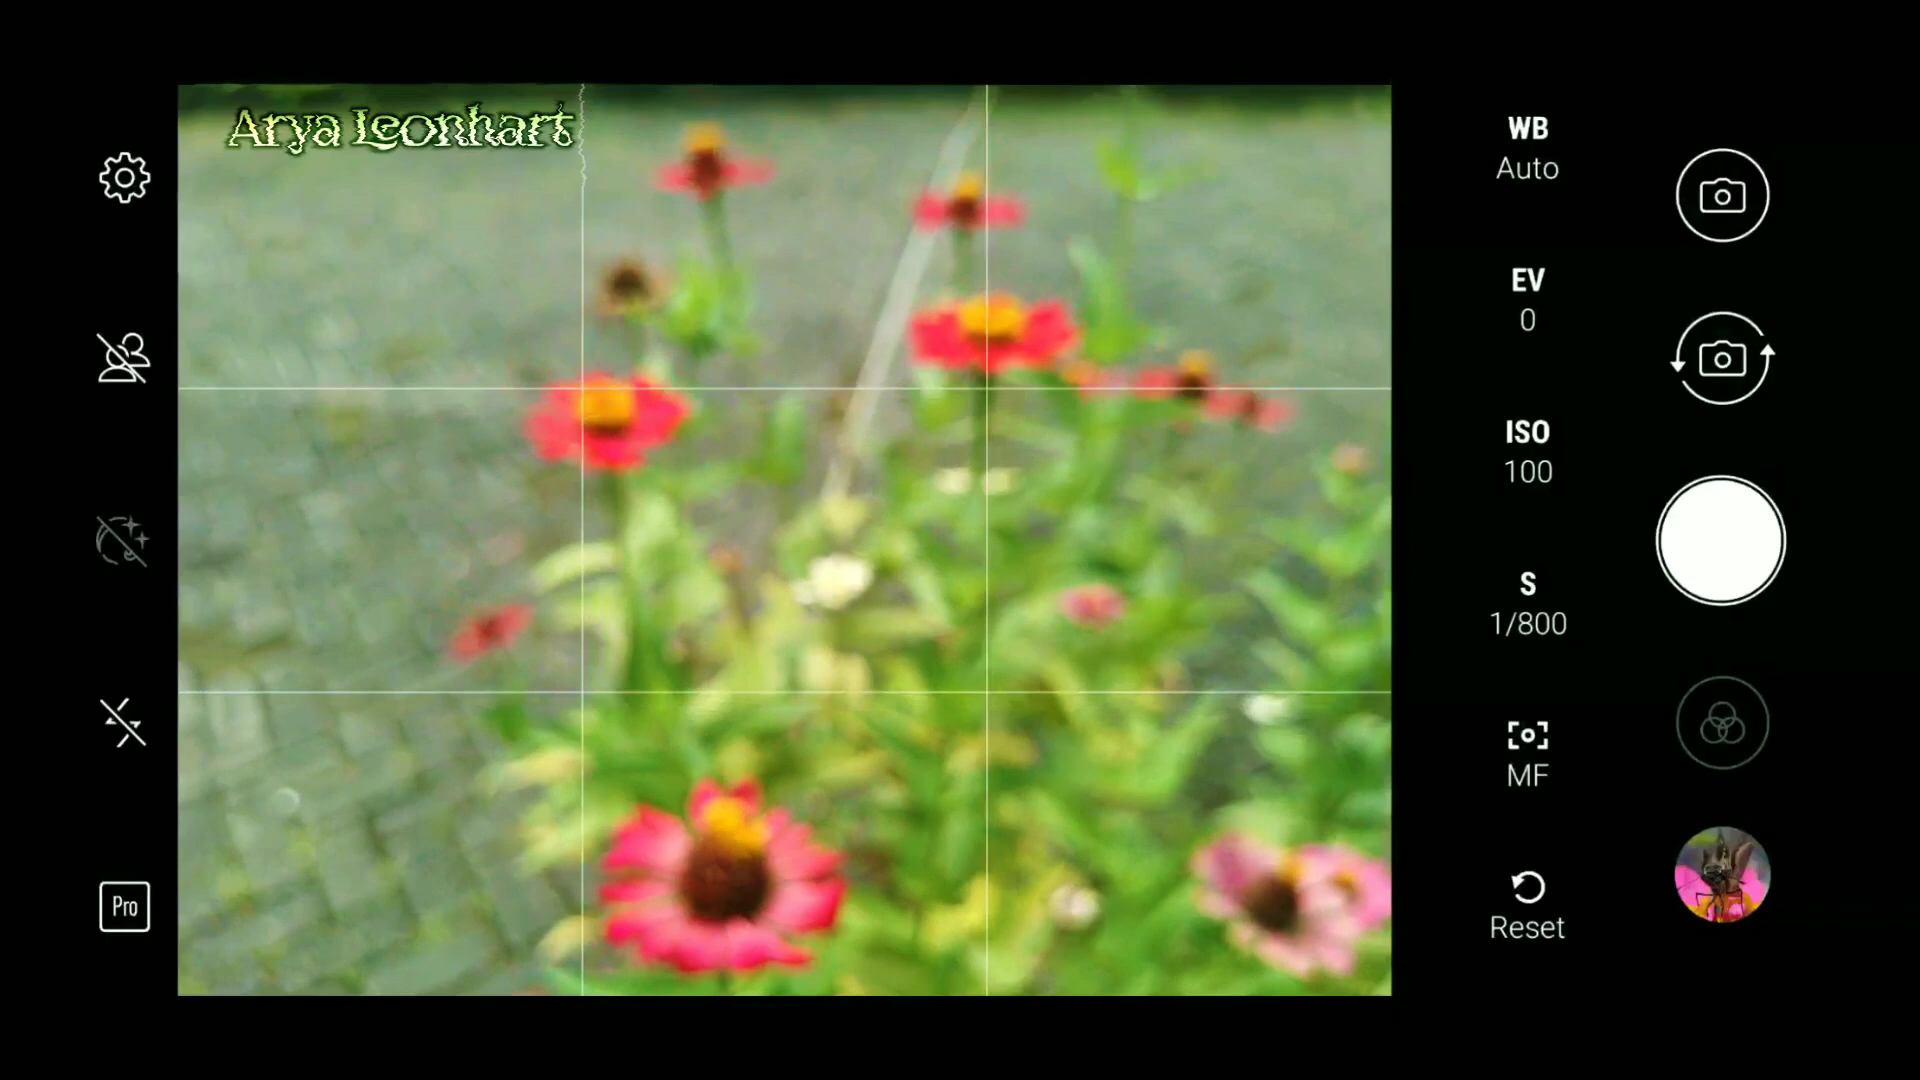 Arya Leonhart
WB
Auto
EV
0
ISO
100
S
1/800
MF
Reset
Pro